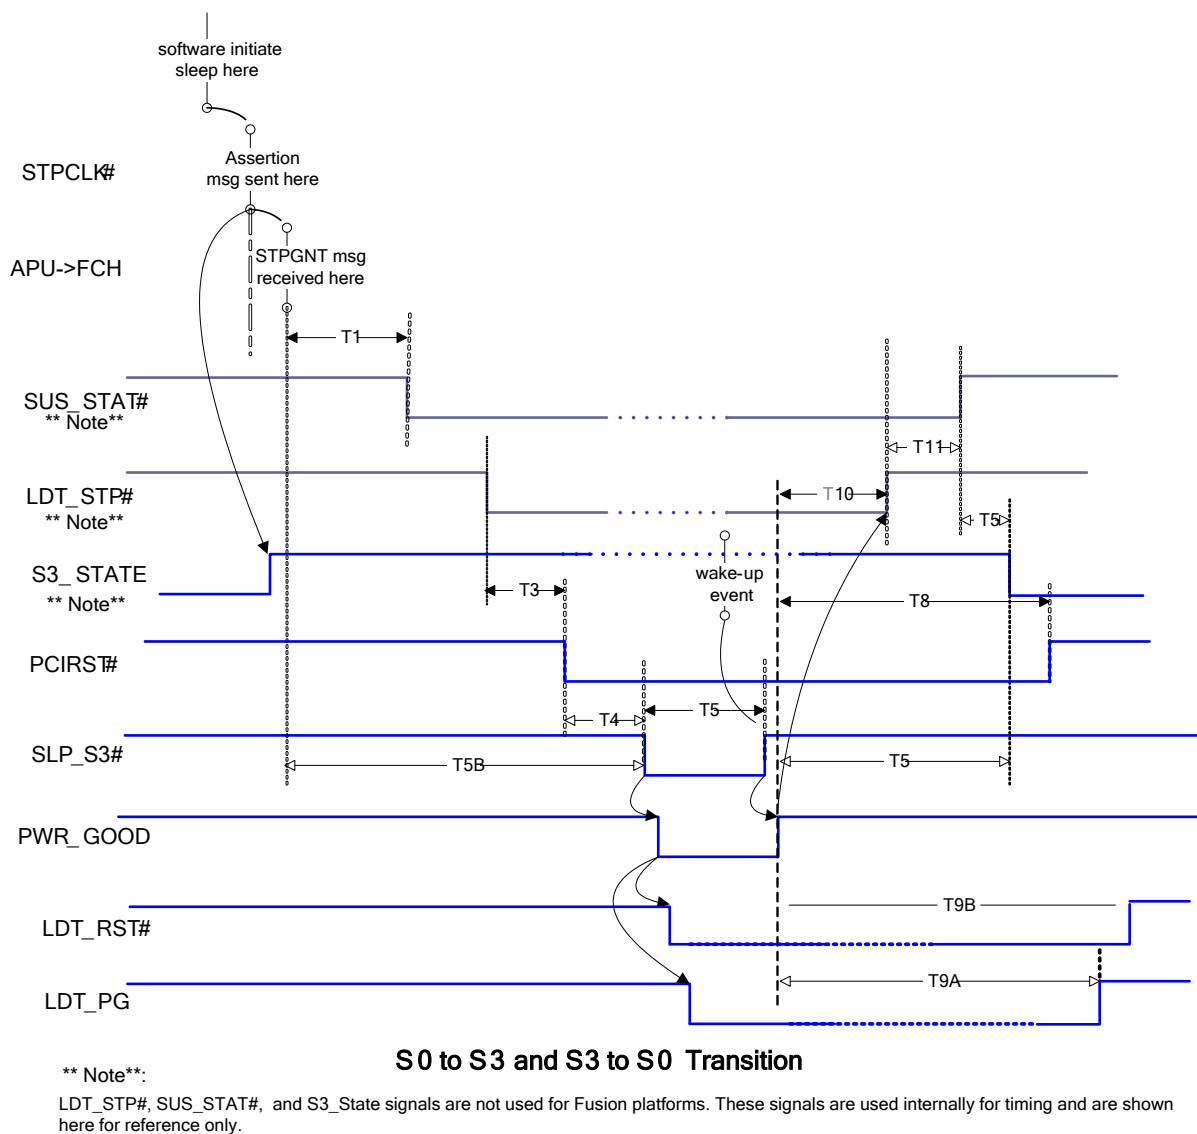 software initiate
sleep here
STPCLK#
Assertion
msg sent here
APU->FCH
STPGNT msg
received here
T1
SUS_STAT#
** Note**
T11
LDT_STP#
** Note**
T10
T5
S3_STATE
** Note**
wake-up
event
T3
T8
PCIRST#
T4
T5
SLP_S3#
T5B
T5
PWR_GOOD
LDT_RST#
T9B
LDT_PG
T9A
S0 to S3 and S3 to S0 Transition
** Note**:
LDT_STP#, SUS_STAT#, and S3_State signals are not used for Fusion platforms. These signals are used internally for timing and are shown
here for reference only.